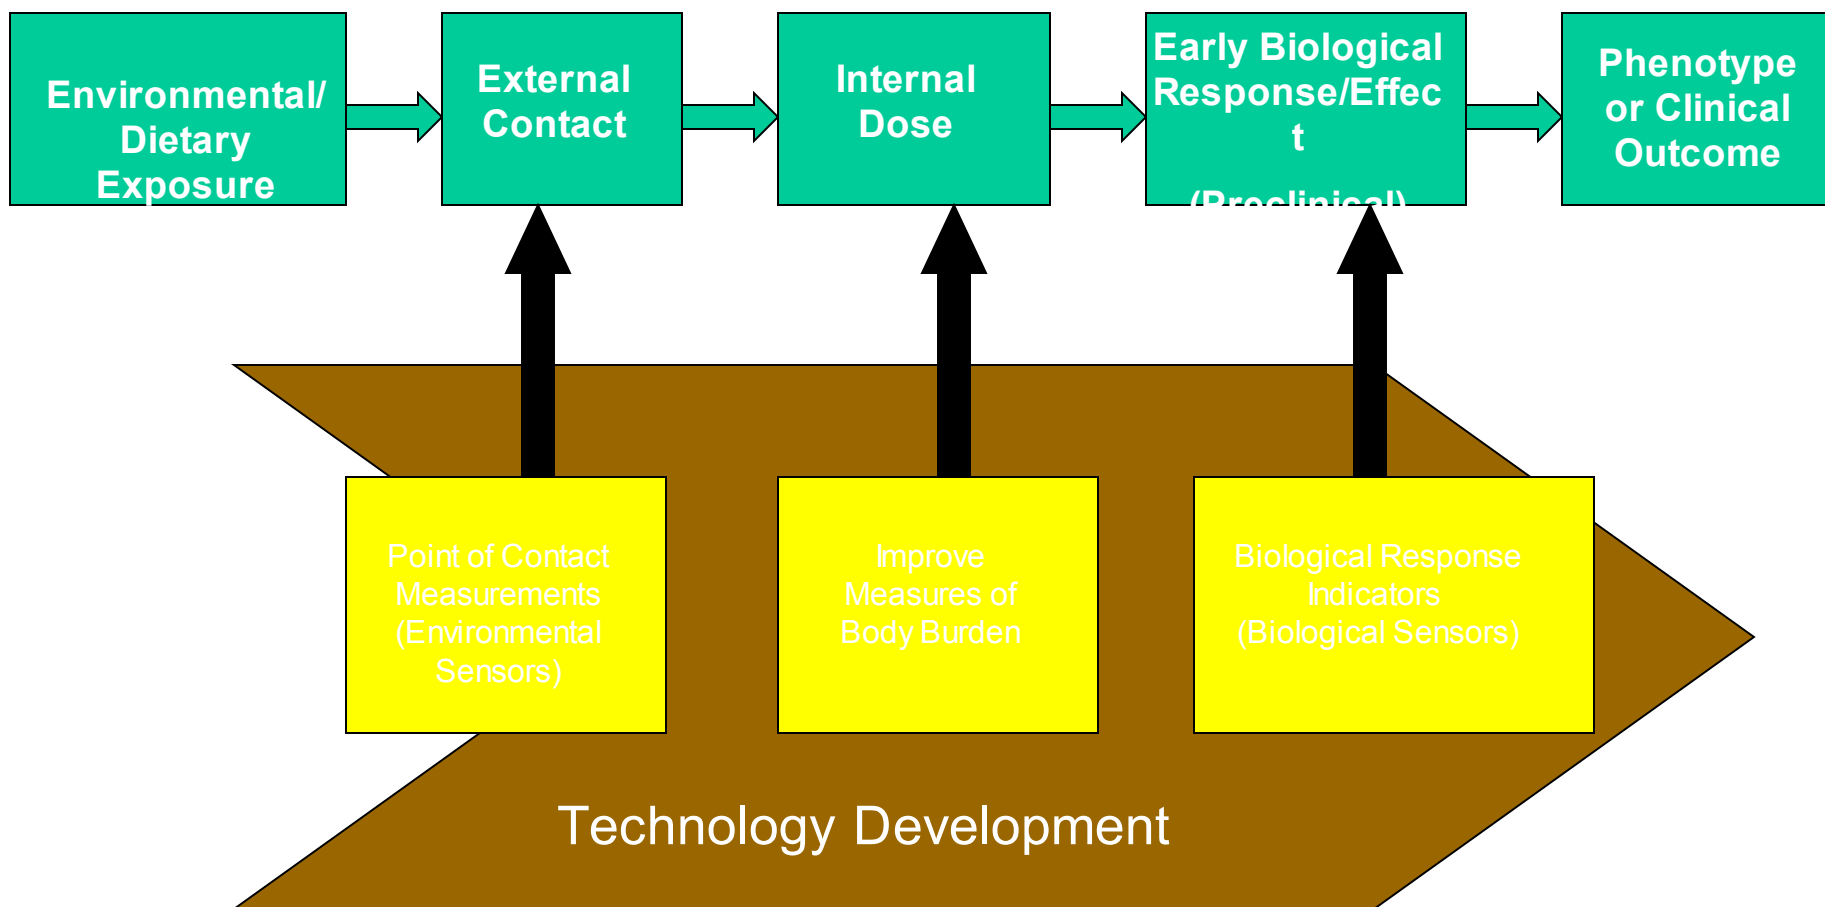 Environmental/
Dietary
Exposure
External
Contact
Internal
Dose
Early Biological
Response/Effec
t
(Preclinical)
Phenotype
or Clinical
Outcome
Point of Contact
Measurements
(Environmental
Sensors)
Improve
Measures of
Body Burden
Biological Response
Indicators
(Biological Sensors)
Technology Development